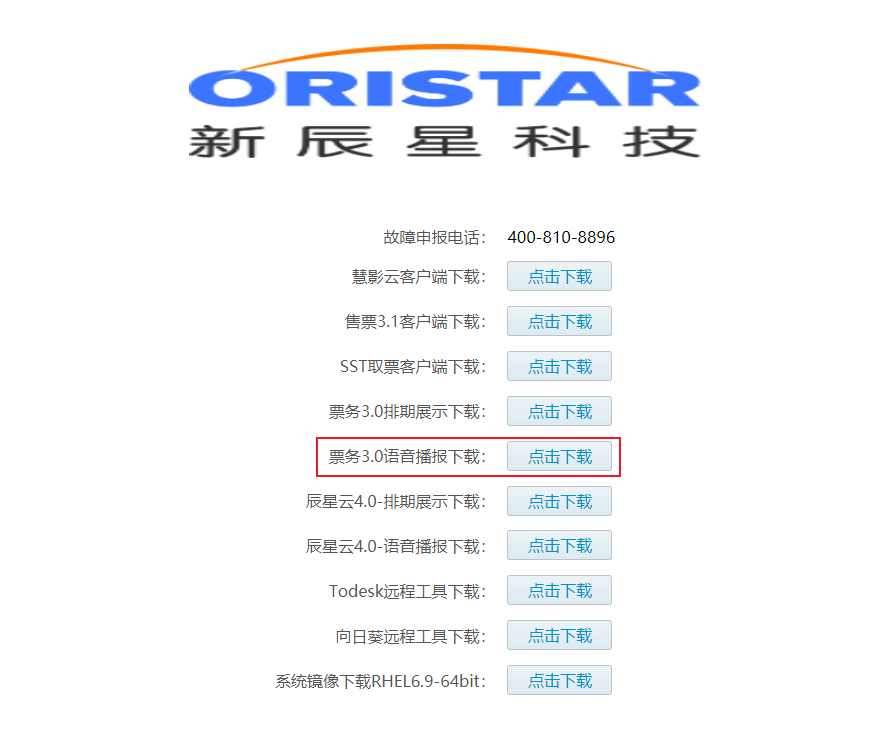 ORISTAR
新辰星科技
故障申报电话： 400-810-8896
慧影云客户端下载： 点击下载
售票3.1客户端下载： 点击下载
SST取票客户端下载： 点击下载
票务3.0排期展示下载： 点击下载
票务3.0语音播报下载： 点击下载
辰星云4.0-排期展示下载： 点击下载
辰星云4.0-语音播报下载： 点击下载
Todesk远程工具下载： 点击下载
向日葵远程工具下载： 点击下载
系统镜像下载RHEL6.9-64bit： 点击下载